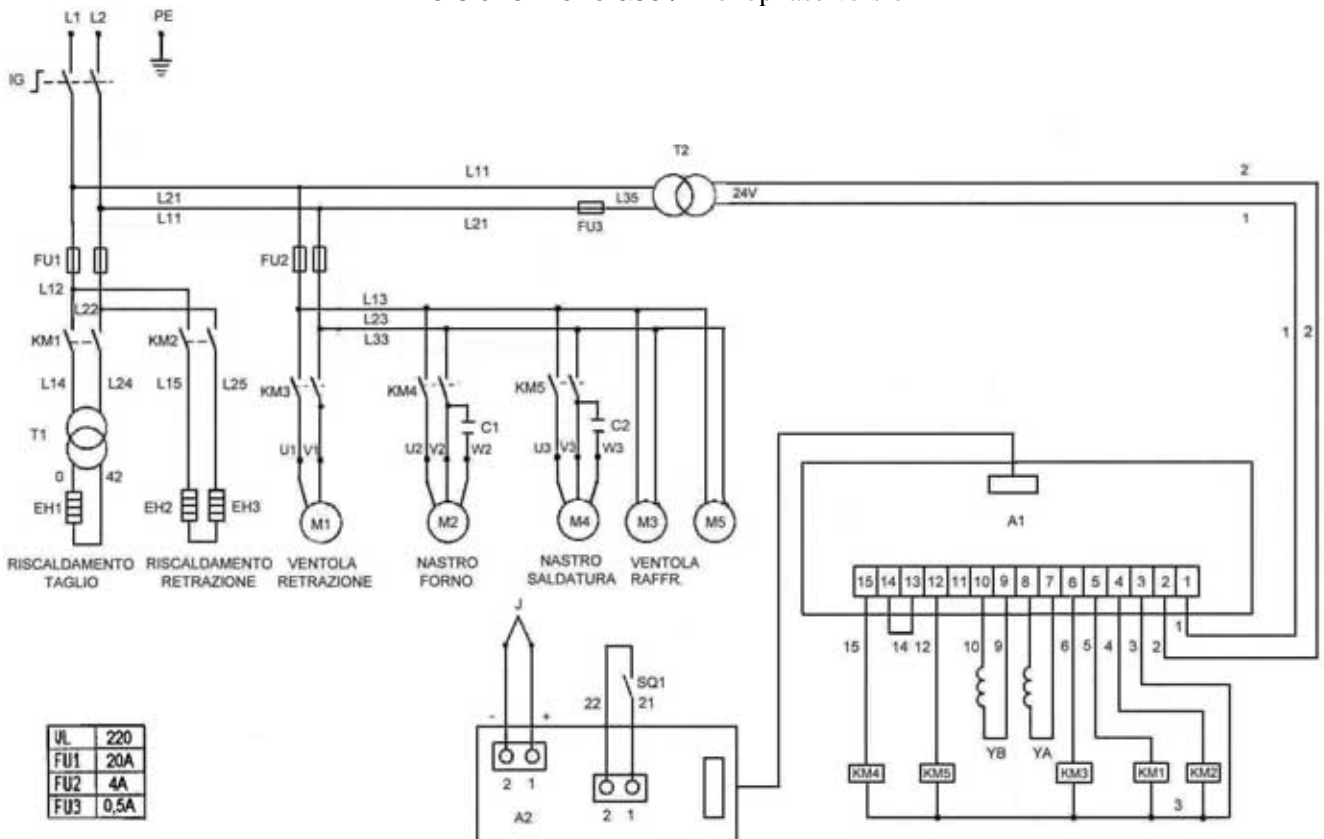 L1 L2 PE
IG
T2
L11
2
L21
L35
24V
L11
L21
FU3
1
FU1
FU2
L12
L13
L22
L23
1
2
KM1
KM2
L33
L14
L24
L15
L25
KM3
KM4
KM5
C1
C2
T1
U1 V1
U2 V2
W2
U3 V3
W3
0
42
EH1
EH2
EH3
M1
M2
M4
M3
M5
A1
RISCALDAMENTO
TAGLIO
RISCALDAMENTO
RETRAZIONE
VENTOLA
RETRAZIONE
NASTRO
FORNO
NASTRO
SALDATURA
VENTOLA
RAFFR.
15 14 13 12 11 10 9 8 7 6 5 4 3 2 1
J
1
15
14
12
10
9
6
5
4
3
2
SQ1
22
21
- +
YB
YA
VL 220
FU1 20A
FU2 4A
FU3 0,5A
KM4
KM5
KM3
KM1
KM2
2 1
2 1
3
A2